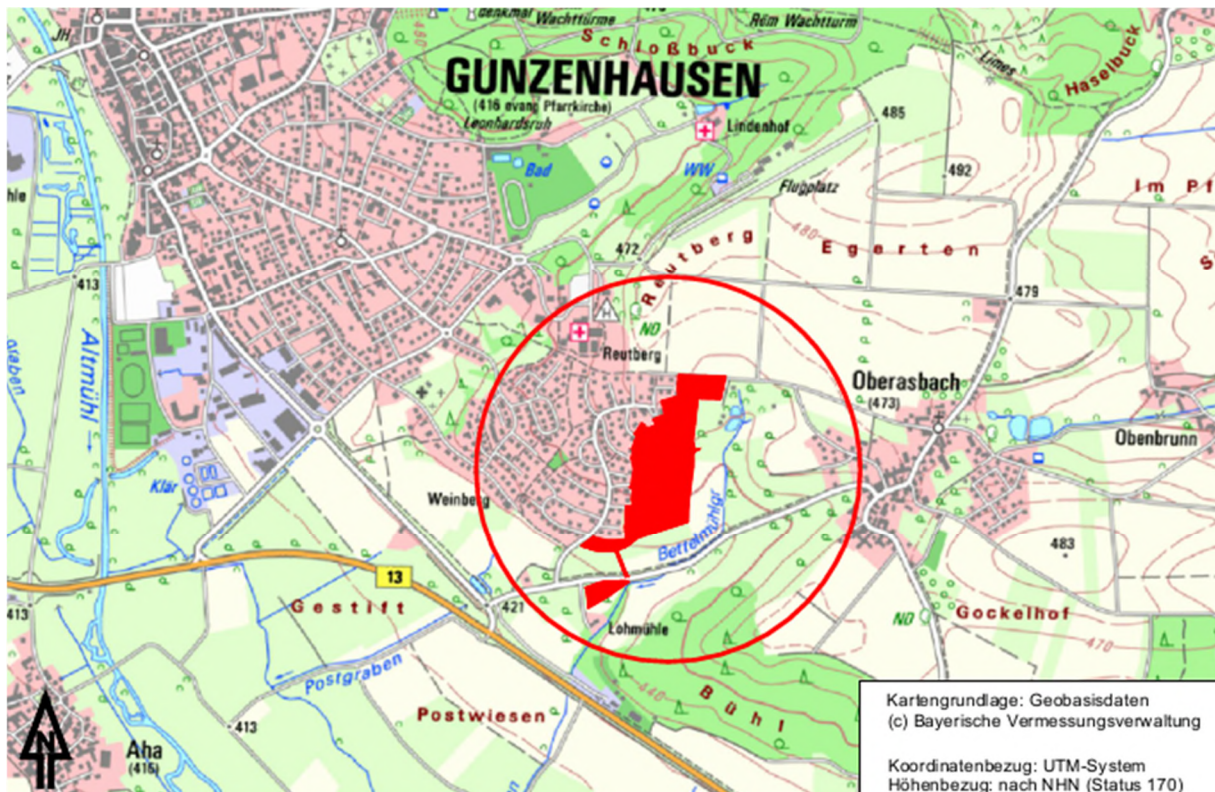 Wachttürme
Röm Wachtturm
JH
Schloßbuck
Limes
Haselbuck
GUNZENHAUSEN
(416 evang Pfarrkirche)
Leonhardsruh
Lindenhof
485
Bad
WW
Flugplatz
492
Im Pf
472
480
Egerten
Reutberg
413
479
ND
Altmühl
Reutberg
Oberasbach
(473)
Obenbrunn
Klär
Weinberg
Bettelmühlgr
483
13
413
Gestift
421
Gockelhof
ND
Lohmühle
470
Postgraben
440
Bühl
413
Postwiesen
N
Aha
(415)
Kartengrundlage: Geobasisdaten
(c) Bayerische Vermessungsverwaltung
Koordinatenbezug: UTM-System
Höhenbezug: nach NHN (Status 170)